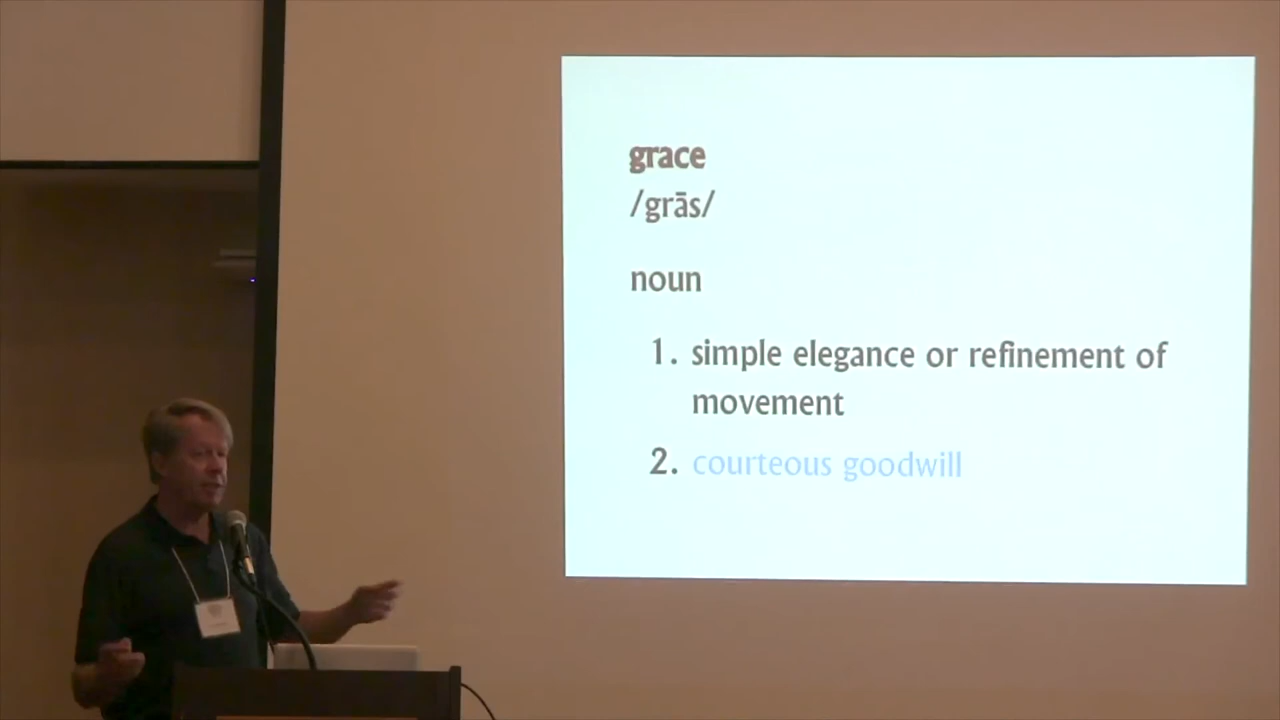 grace
/grās/
noun
1. simple elegance or refinement of
movement
2. courteous goodwill